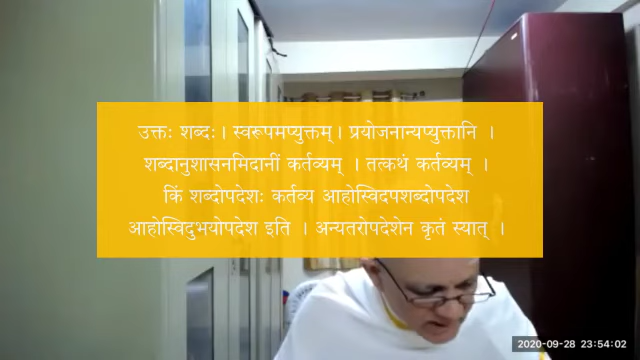 उक्तः शब्दः। स्वरूपमप्युक्तम्। प्रयोजनान्यप्युक्तानि ।
शब्दानुशासनमिदानीं कर्तव्यम् । तत्कथं कर्तव्यम् ।
किं शब्दोपदेशः कर्तव्य आहोस्विदपशब्दोपदेश
आहोस्विदुभयोपदेश इति । अन्यतरोपदेशेन कृतं स्यात् ।
2020-09-28 23:54:02